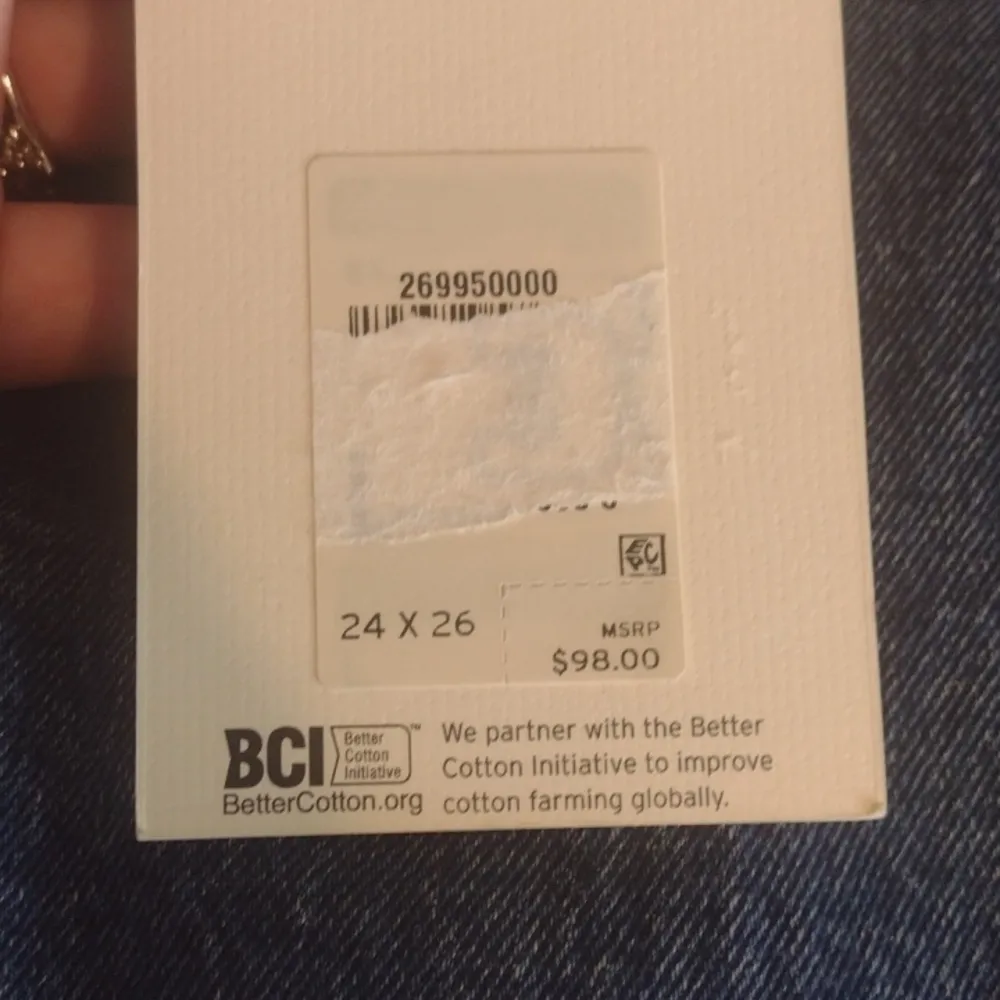 269950000
24 X 26
MSRP
$98.00
BCI
Better
Cotton
Initiative
™
BetterCotton.org
We partner with the Better
Cotton Initiative to improve
cotton farming globally.